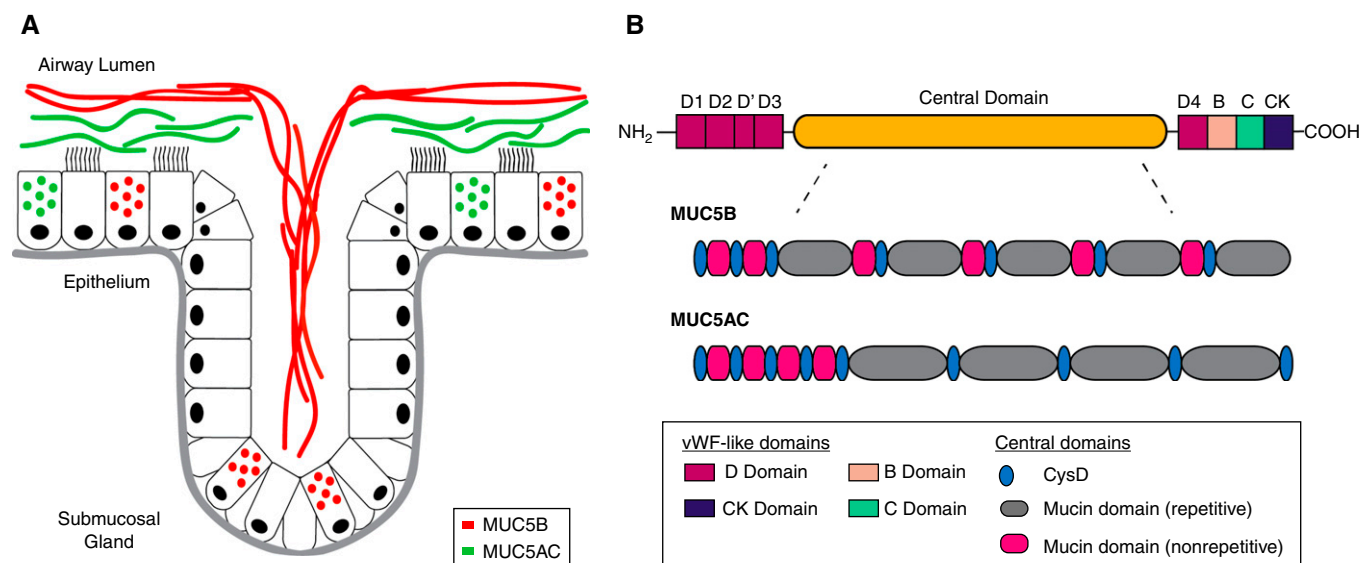 A
Airway Lumen
Epithelium
Submucosal
Gland
MUC5B
MUC5AC
B
D1 D2 D' D3
Central Domain
D4 B C CK
NH2
COOH
MUC5B
MUC5AC
vWF-like domains
D Domain
B Domain
CK Domain
C Domain
Central domains
CysD
Mucin domain (repetitive)
Mucin domain (nonrepetitive)